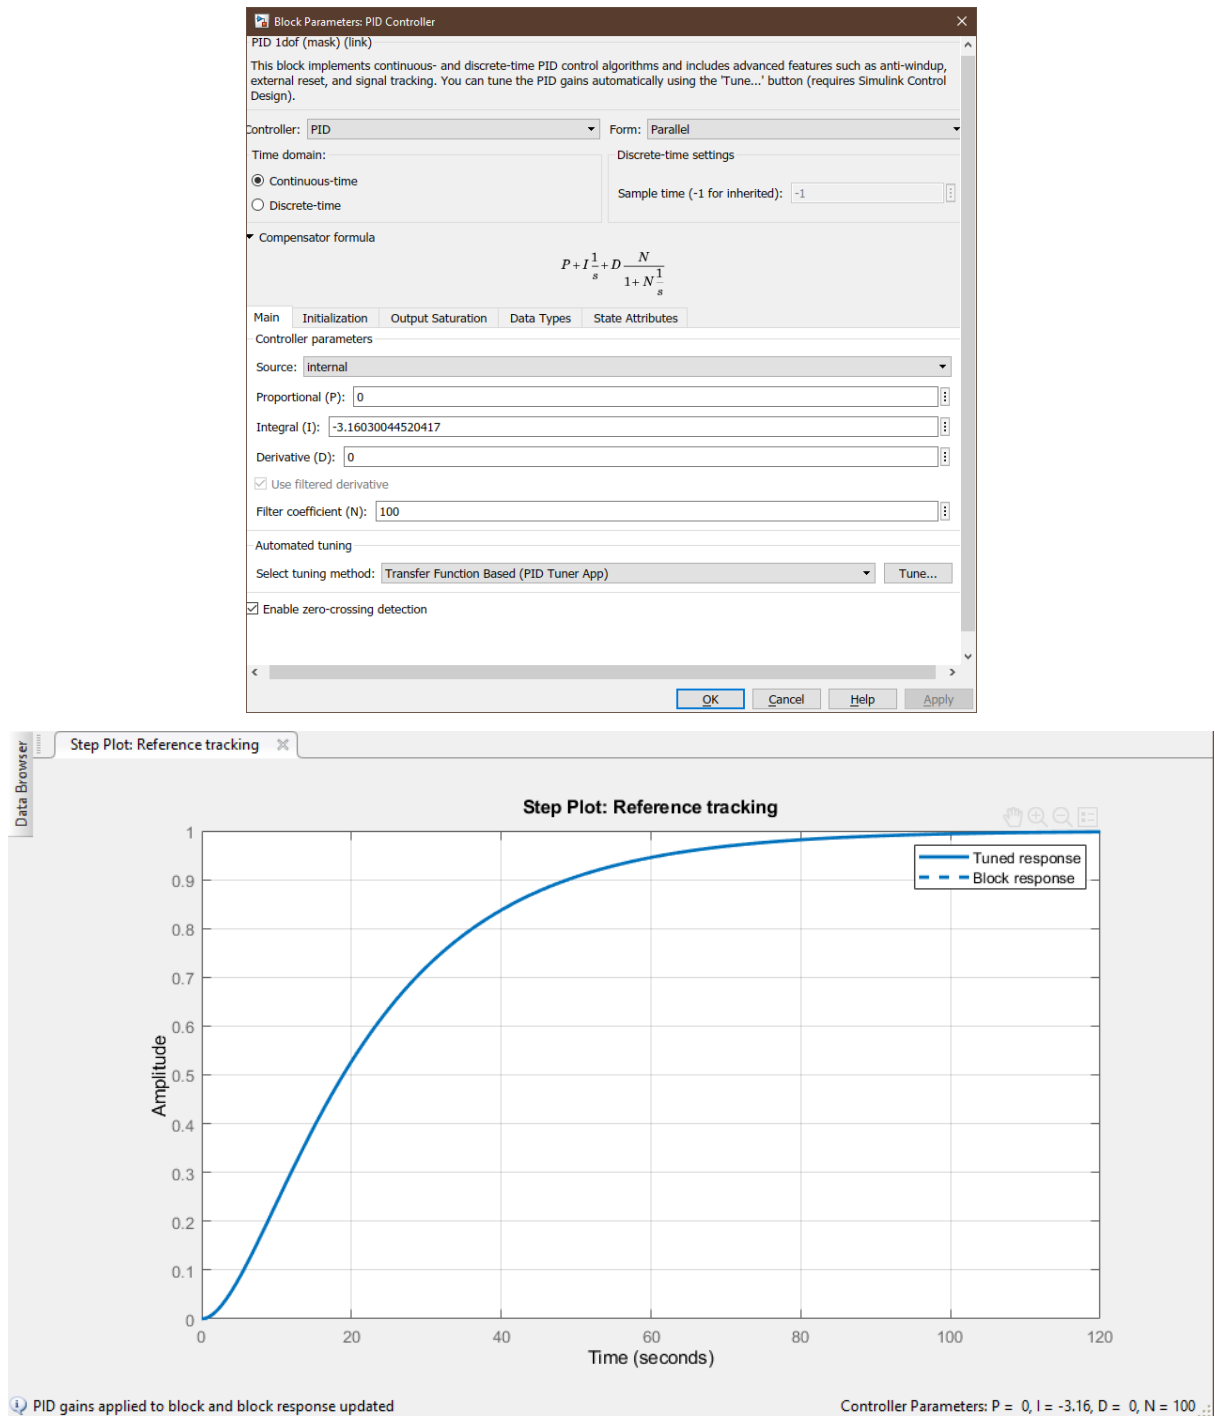 Block Parameters: PID Controller
PID 1dof (mask) (link)
This block implements continuous- and discrete-time PID control algorithms and includes advanced features such as anti-windup,
external reset, and signal tracking. You can tune the PID gains automatically using the 'Tune...' button (requires Simulink Control
Design).
Controller: PID Form: Parallel
Time domain: Discrete-time settings
Continuous-time
Sample time (-1 for inherited): -1
Discrete-time
Compensator formula
P + I 1/s + D N/(1 + N 1/s)
Main Initialization Output Saturation Data Types State Attributes
Controller parameters
Source: internal
Proportional (P): 0
Integral (I): -3.16030044520417
Derivative (D): 0
Use filtered derivative
Filter coefficient (N): 100
Automated tuning
Select tuning method: Transfer Function Based (PID Tuner App) Tune...
Enable zero-crossing detection
OK Cancel Help Apply
Data Browser
Step Plot: Reference tracking
Step Plot: Reference tracking
Tuned response
Block response
1
0.9
0.8
0.7
0.6
0.5
0.4
0.3
0.2
0.1
0
Amplitude
0 20 40 60 80 100 120
Time (seconds)
PID gains applied to block and block response updated
Controller Parameters: P = 0, I = -3.16, D = 0, N = 100